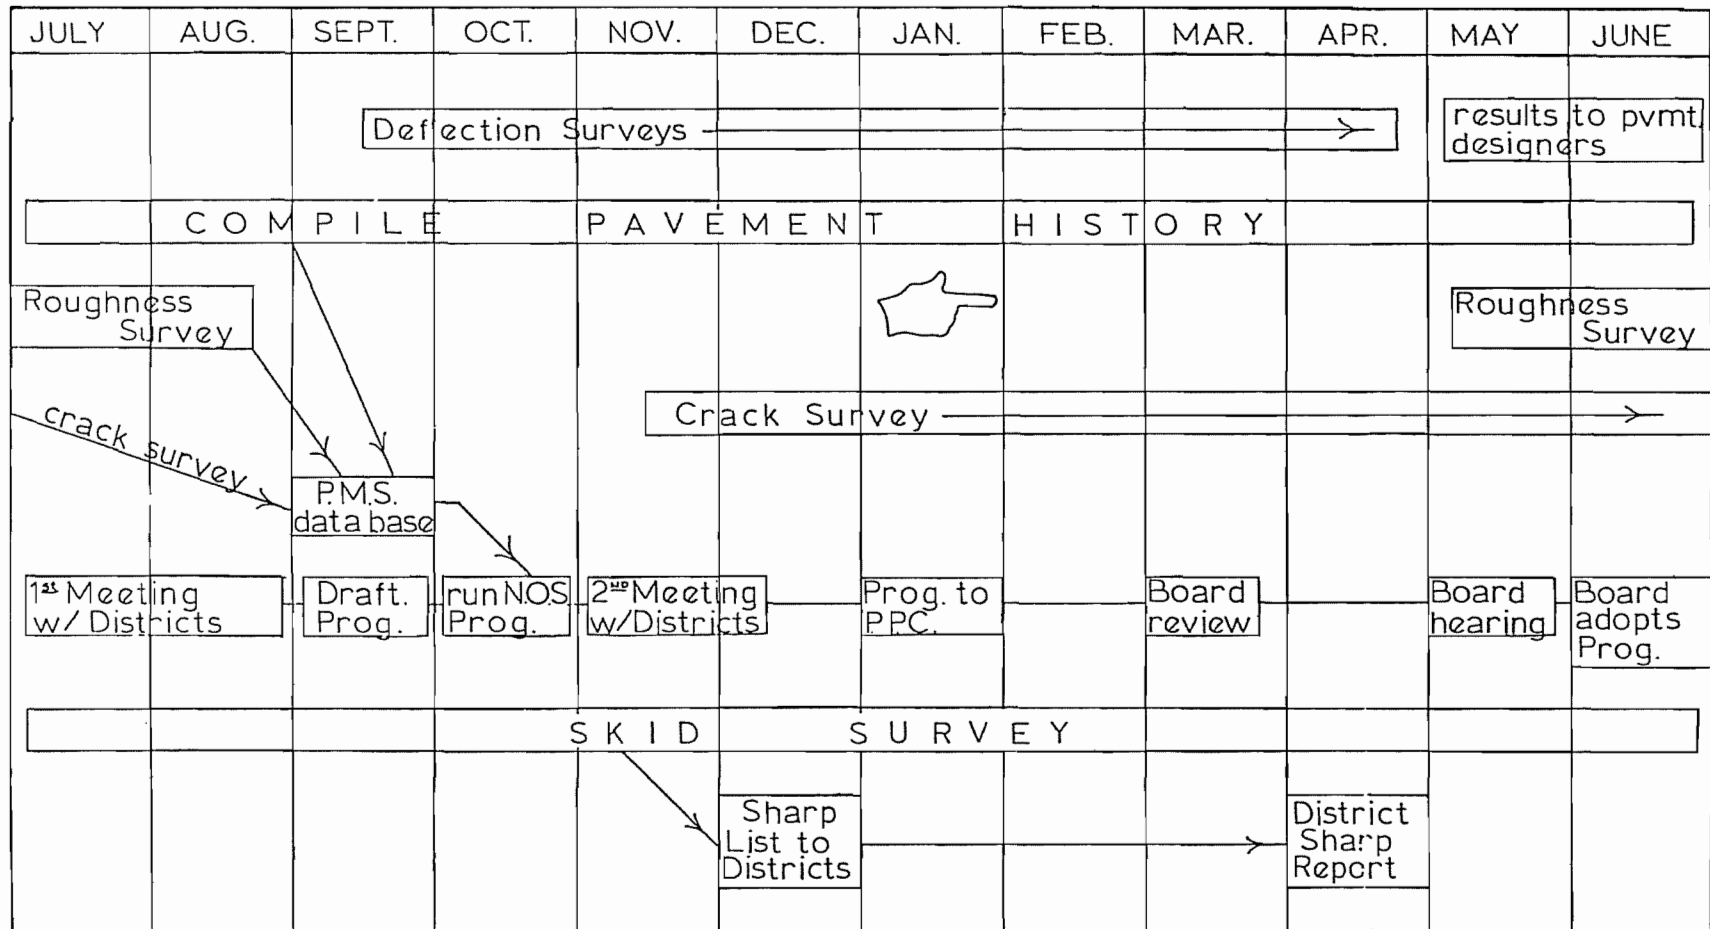 JULY AUG. SEPT. OCT. NOV. DEC. JAN. FEB. MAR. APR. MAY JUNE
Deflection Surveys
results to pvmt.
designers
COMPILE PAVEMENT HISTORY
Roughness
Survey
Roughness
Survey
crack survey
Crack Survey
P.M.S.
data base
1st Meeting
w/ Districts
Draft.
Prog.
run N.O.S.
Prog.
2ND Meeting
w/Districts
Prog. to
P.P.C.
Board
review
Board
hearing
Board
adopts
Prog.
SKID SURVEY
Sharp
List to
Districts
District
Sharp
Report